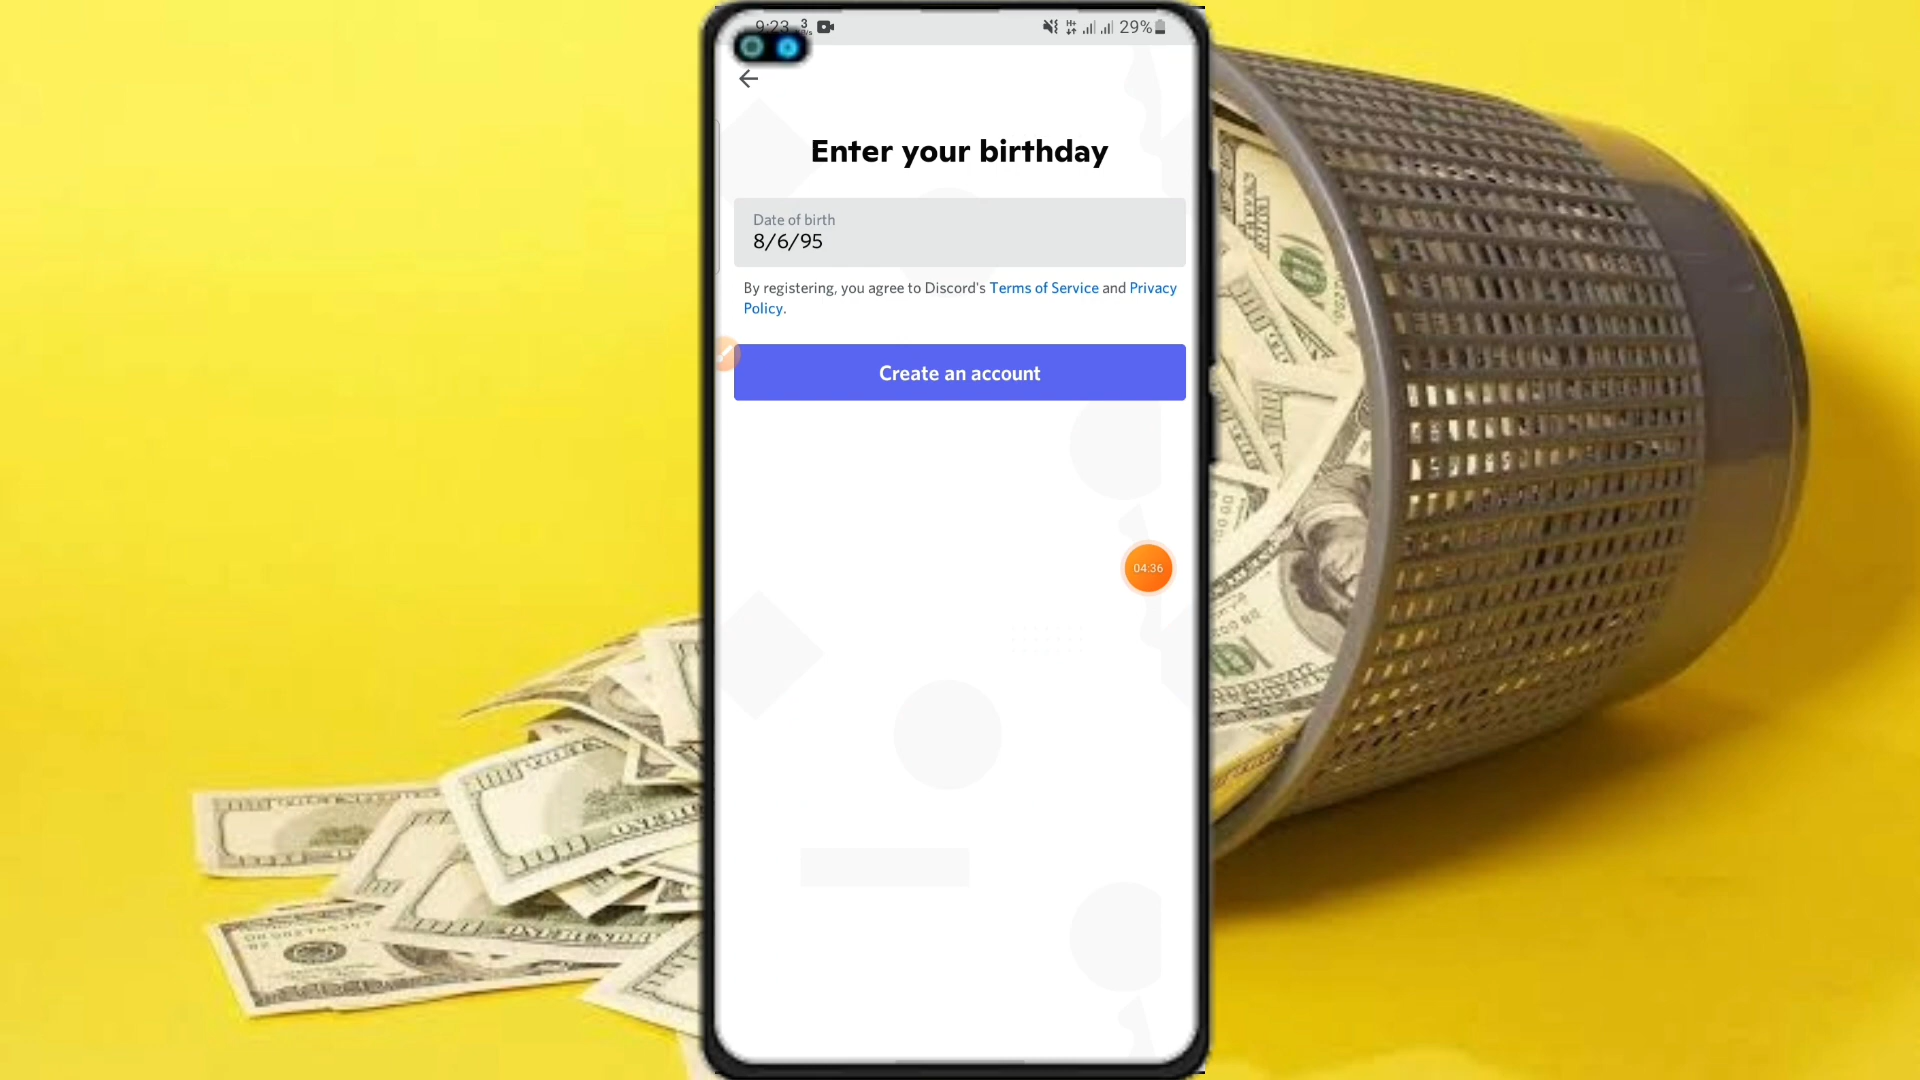 9:23 3
29%
Enter your birthday
Date of birth
8/6/95
By registering, you agree to Discord's Terms of Service and Privacy
Policy.
Create an account
04:36